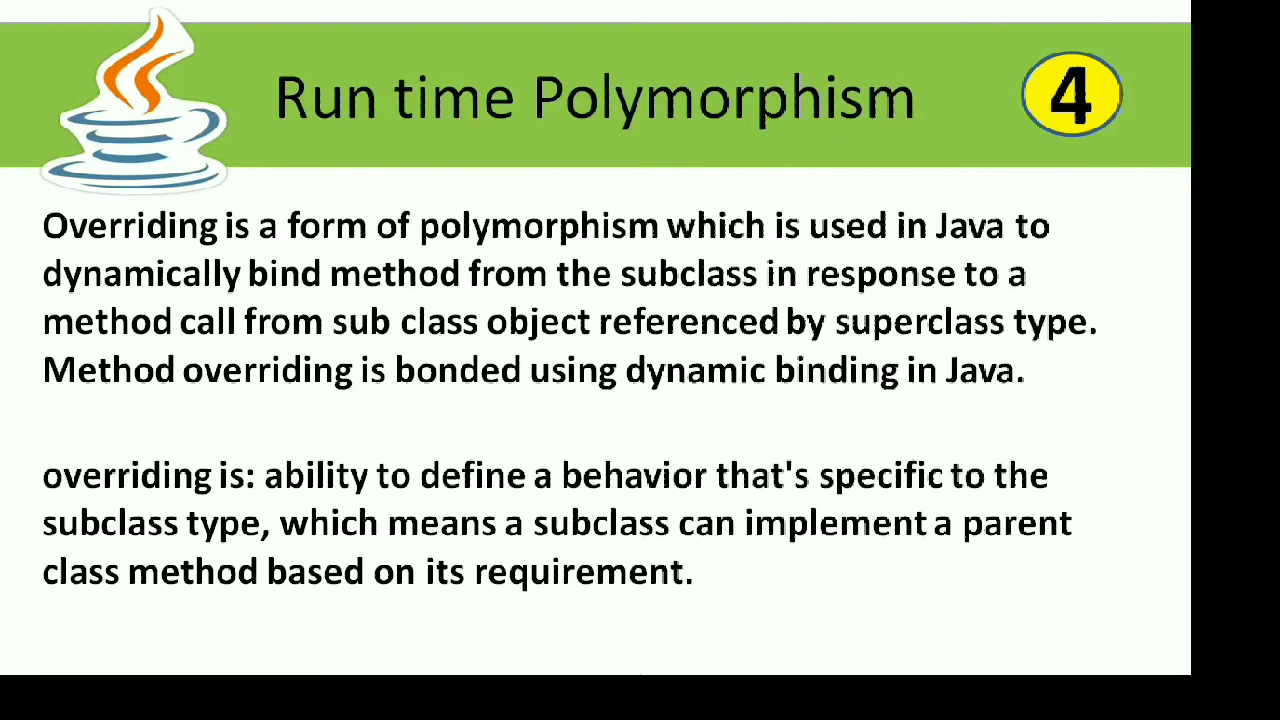 Run time Polymorphism
4
Overriding is a form of polymorphism which is used in Java to
dynamically bind method from the subclass in response to a
method call from sub class object referenced by superclass type.
Method overriding is bonded using dynamic binding in Java.
overriding is: ability to define a behavior that's specific to the
subclass type, which means a subclass can implement a parent
class method based on its requirement.